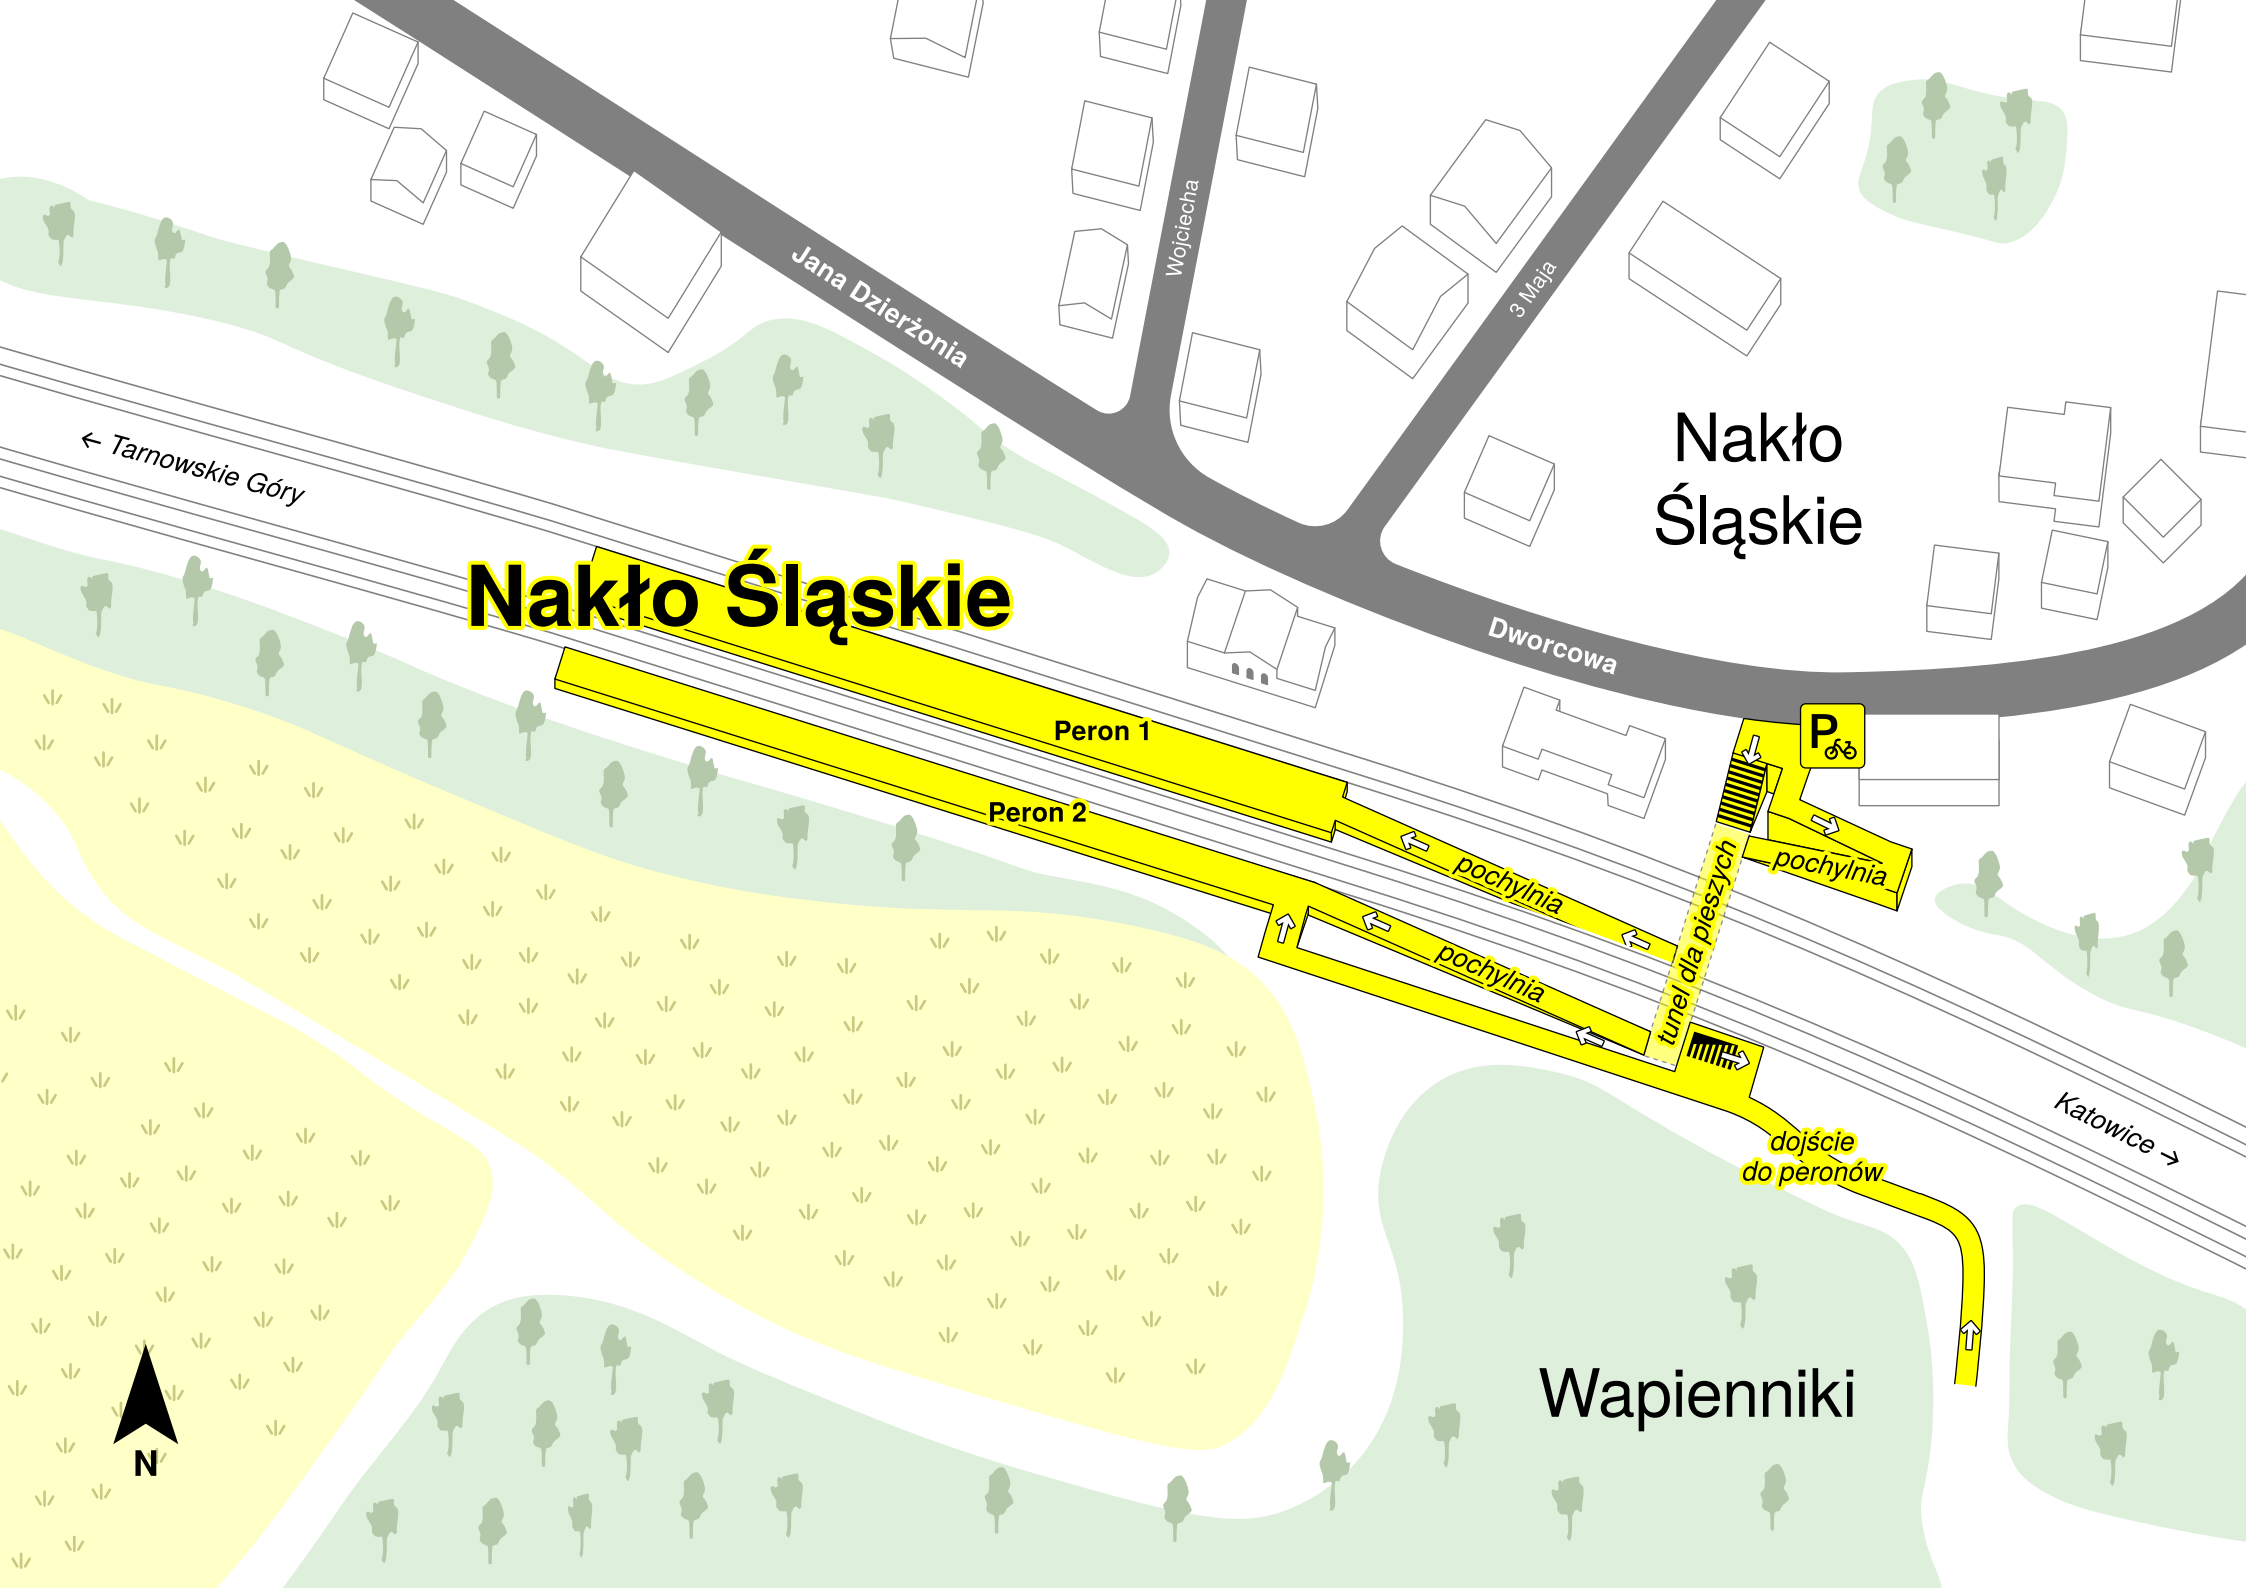 Wojciecha
3 Maja
Jana Dzierżonia
Nakło
Śląskie
← Tarnowskie Góry
Nakło Śląskie
Dworcowa
P
Peron 1
Peron 2
pochylnia
pochylnia
pochylnia
tunel dla pieszych
Katowice →
dojście
do peronów
Wapienniki
N